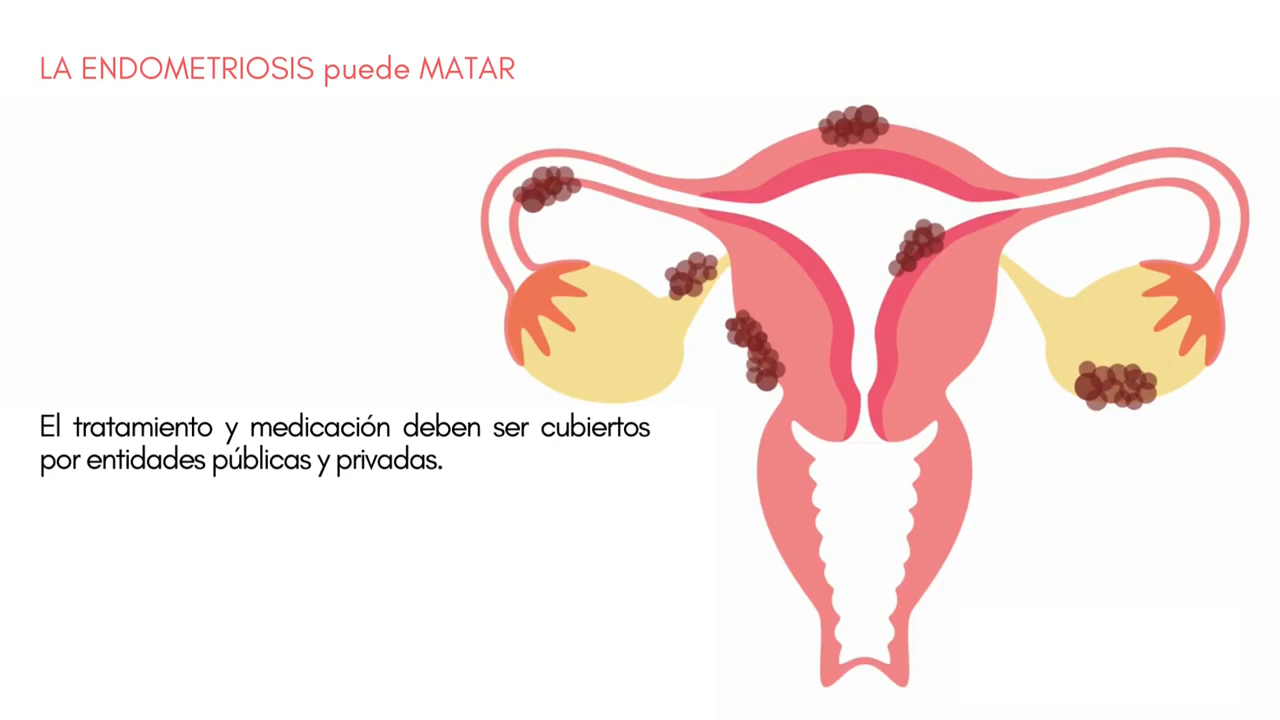 LA ENDOMETRIOSIS puede MATAR
El tratamiento y medicación deben ser cubiertos
por entidades públicas y privadas.